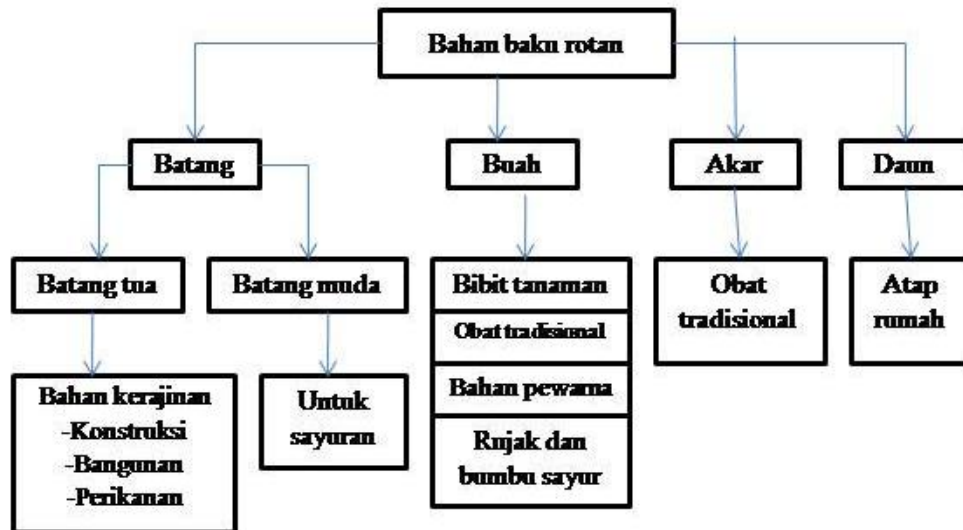 Bahan baku rotan
Batang
Buah
Akar
Daun
Batang tua
Batang muda
Bibit tanaman
Obat tradisional
Bahan pewarna
Rujak dan
bumbu sayur
Obat
tradisional
Atap
rumah
Bahan kerajinan
-Konstruksi
-Bangunan
-Perikanan
Untuk
sayuran